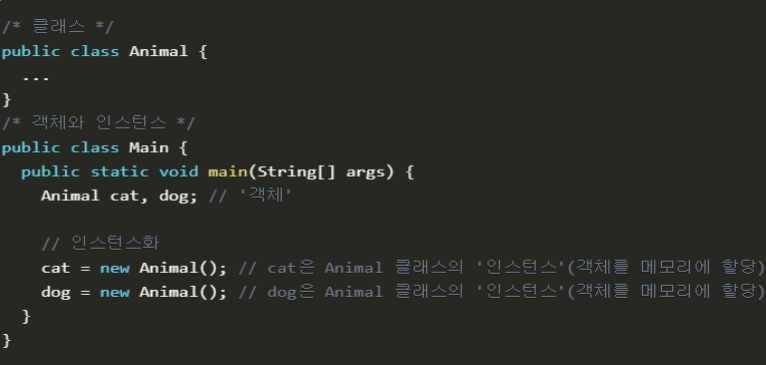 /* 클래스 */
public class Animal {
  ...
}
/* 객체와 인스턴스 */
public class Main {
  public static void main(String[] args) {
    Animal cat, dog; // '객체'

    // 인스턴스화
    cat = new Animal(); // cat은 Animal 클래스의 '인스턴스'(객체를 메모리에 할당)
    dog = new Animal(); // dog은 Animal 클래스의 '인스턴스'(객체를 메모리에 할당)
  }
}